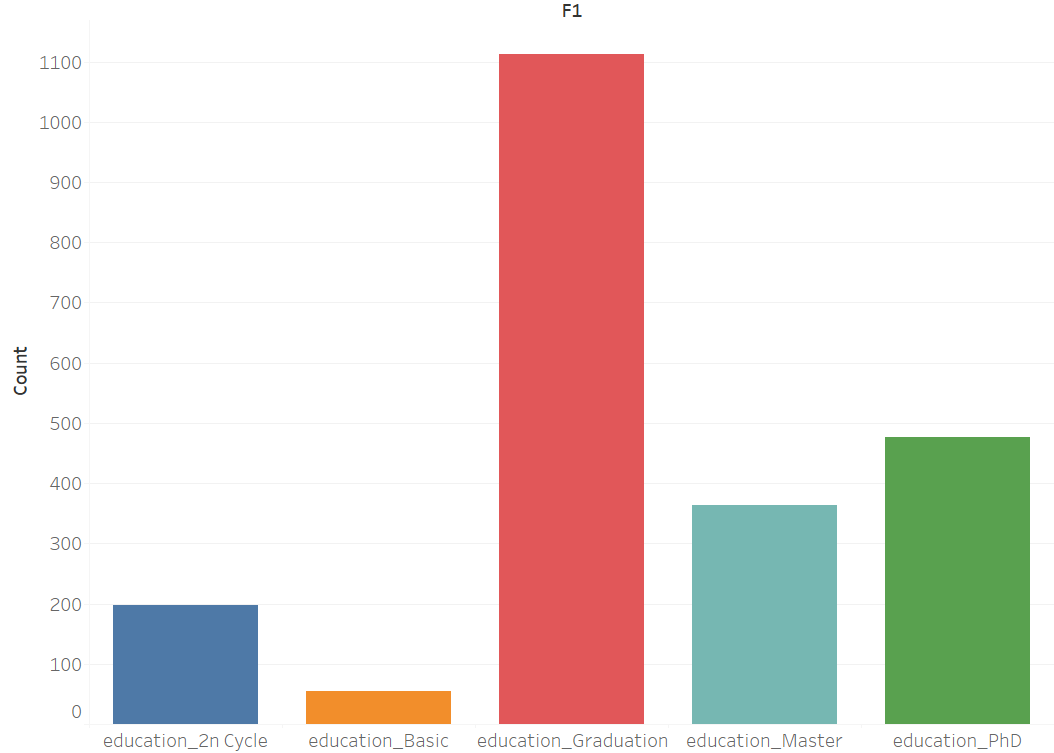 F1
1100
1000
900
800
700
600
500
400
300
200
100
0
Count
education_2n Cycle
education_Basic
education_Graduation
education_Master
education_PhD